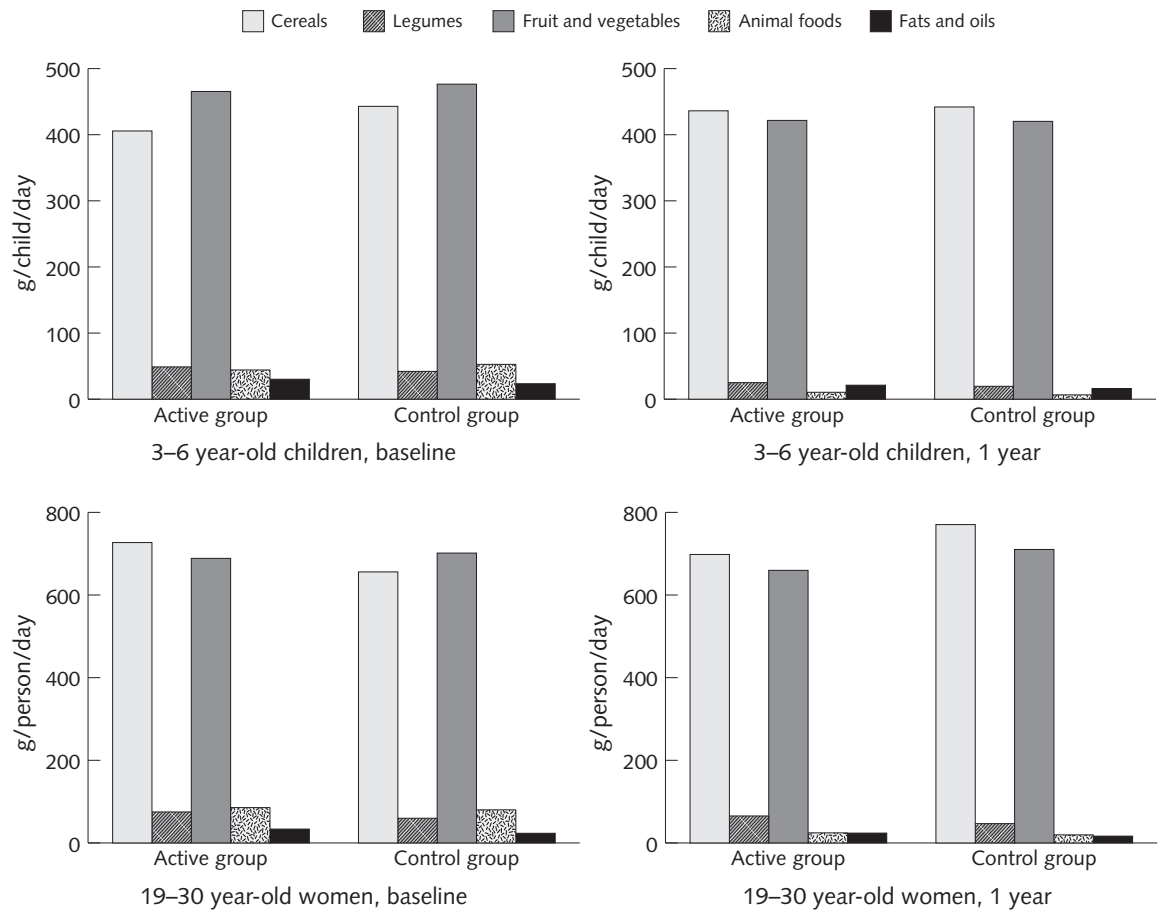 Cereals Legumes Fruit and vegetables Animal foods Fats and oils
500
400
300
200
100
0
g/child/day
Active group Control group
3–6 year-old children, baseline
500
400
300
200
100
0
g/child/day
Active group Control group
3–6 year-old children, 1 year
800
600
400
200
0
g/person/day
Active group Control group
19–30 year-old women, baseline
800
600
400
200
0
g/person/day
Active group Control group
19–30 year-old women, 1 year